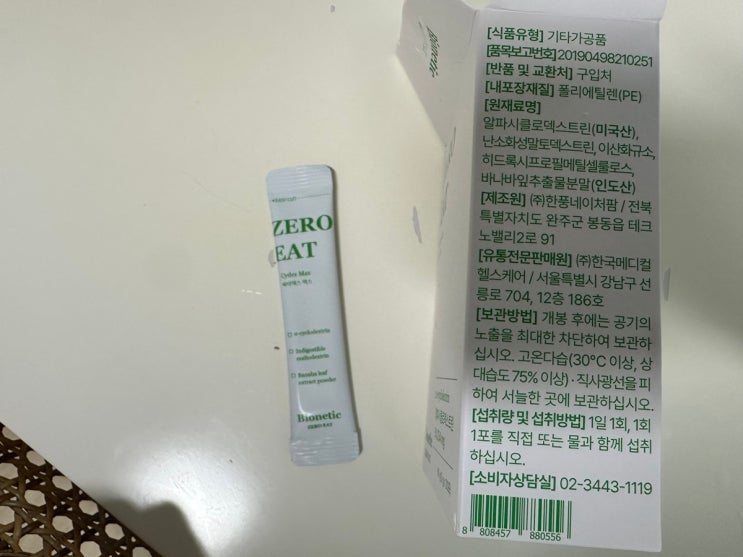 Bionetic
ZERO
EAT
Cydex Max
싸이덱스 맥스
α-cyclodextrin
Indigestible
maltodextrin
Banaba leaf
extract powder
Bionetic
ZERO EAT
[식품유형] 기타가공품
[품목보고번호]20190498210251
[반품 및 교환처] 구입처
[내포장재질] 폴리에틸렌(PE)
[원재료명]
알파시클로덱스트린(미국산),
난소화성말토덱스트린, 이산화규소,
히드록시프로필메틸셀룰로스,
바나바잎추출물분말(인도산)
[제조원] ㈜한풍네이처팜 / 전북
특별자치도 완주군 봉동읍 테크
노밸리2로 91
[유통전문판매원] ㈜한국메디컬
헬스케어 / 서울특별시 강남구 선
릉로 704, 12층 186호
[보관방법] 개봉 후에는 공기의
노출을 최대한 차단하여 보관하
십시오. 고온다습(30°C 이상, 상
대습도 75% 이상)·직사광선을 피
하여 서늘한 곳에 보관하십시오.
[섭취량 및 섭취방법] 1일 1회, 1회
1포를 직접 또는 물과 함께 섭취
하십시오.
[소비자상담실] 02-3443-1119
8 808457 880556